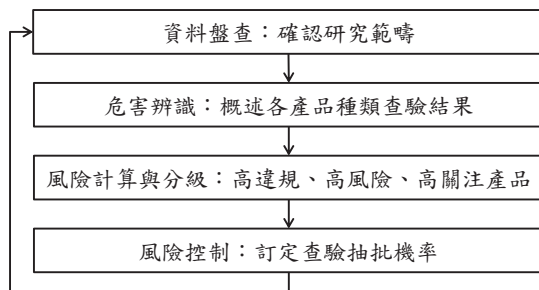 資料盤查：確認研究範疇
危害辨識：概述各產品種類查驗結果
風險計算與分級：高違規、高風險、高關注產品
風險控制：訂定查驗抽批機率